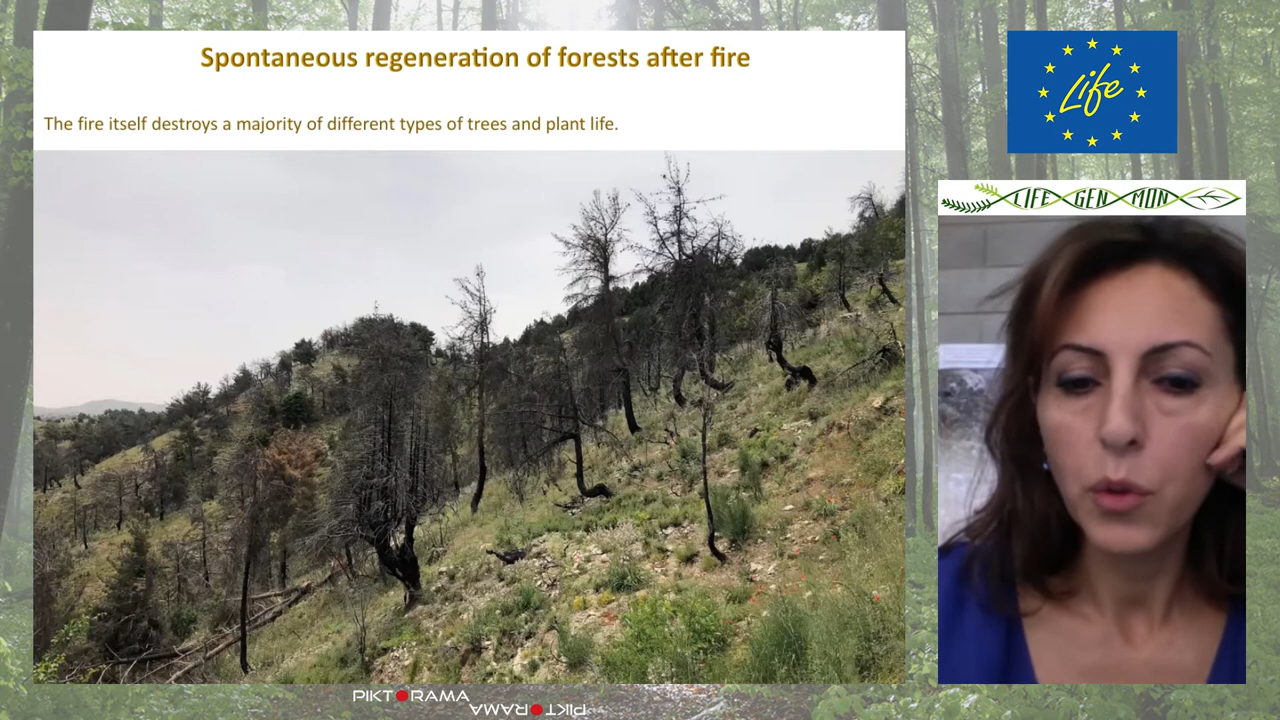 Spontaneous regeneration of forests after fire
The fire itself destroys a majority of different types of trees and plant life.
Life
LIFE GEN MON
PIKTORAMA
PIKTORAMA